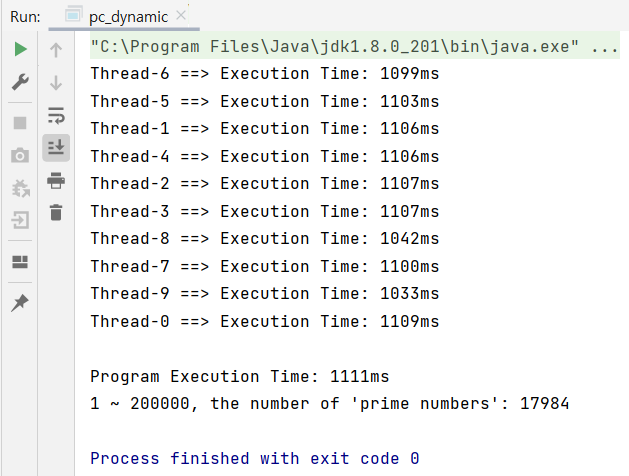 Run: pc_dynamic
"C:\Program Files\Java\jdk1.8.0_201\bin\java.exe" ...
Thread-6 ==> Execution Time: 1099ms
Thread-5 ==> Execution Time: 1103ms
Thread-1 ==> Execution Time: 1106ms
Thread-4 ==> Execution Time: 1106ms
Thread-2 ==> Execution Time: 1107ms
Thread-3 ==> Execution Time: 1107ms
Thread-8 ==> Execution Time: 1042ms
Thread-7 ==> Execution Time: 1100ms
Thread-9 ==> Execution Time: 1033ms
Thread-0 ==> Execution Time: 1109ms
Program Execution Time: 1111ms
1 ~ 200000, the number of 'prime numbers': 17984
Process finished with exit code 0